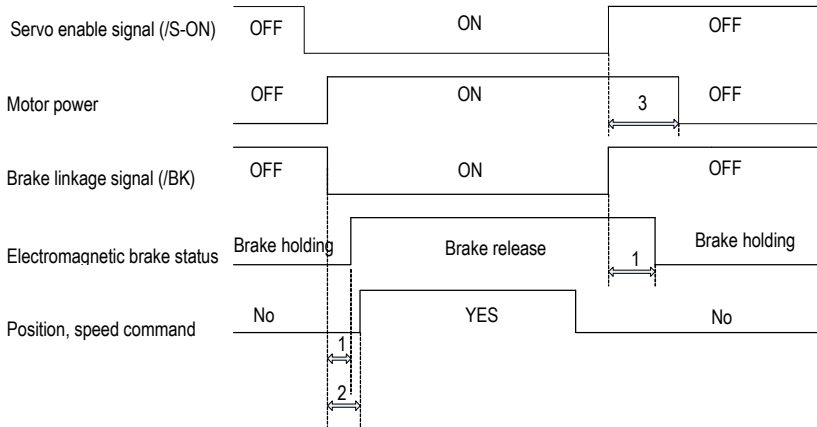 Servo enable signal (/S-ON) OFF ON OFF
Motor power OFF ON 3 OFF
Brake linkage signal (/BK) OFF ON OFF
Electromagnetic brake status Brake holding Brake release 1 Brake holding
Position, speed command No YES No
1
2